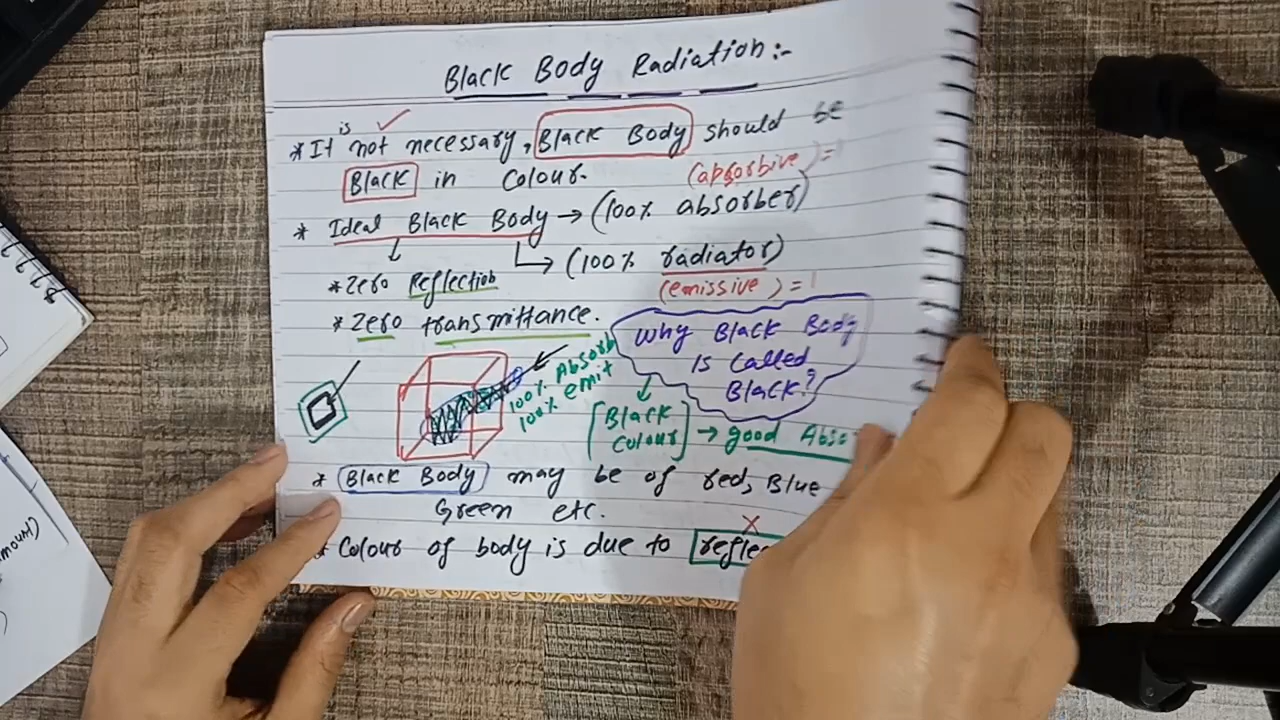 Black Body Radiation :-
* It is not necessary, Black Body should be
Black in Colour.
(absorbive) = 1
* Ideal Black Body → (100% absorber)
→ (100% radiator)
(emissive) = 1
* Zero Reflection
* Zero transmittance.
Why Black Body
is called
Black?
100% Absorb
100% emit
[Black Colour] → good Abso
* Black Body may be of red, Blue
Green etc.
* Colour of body is due to reflec